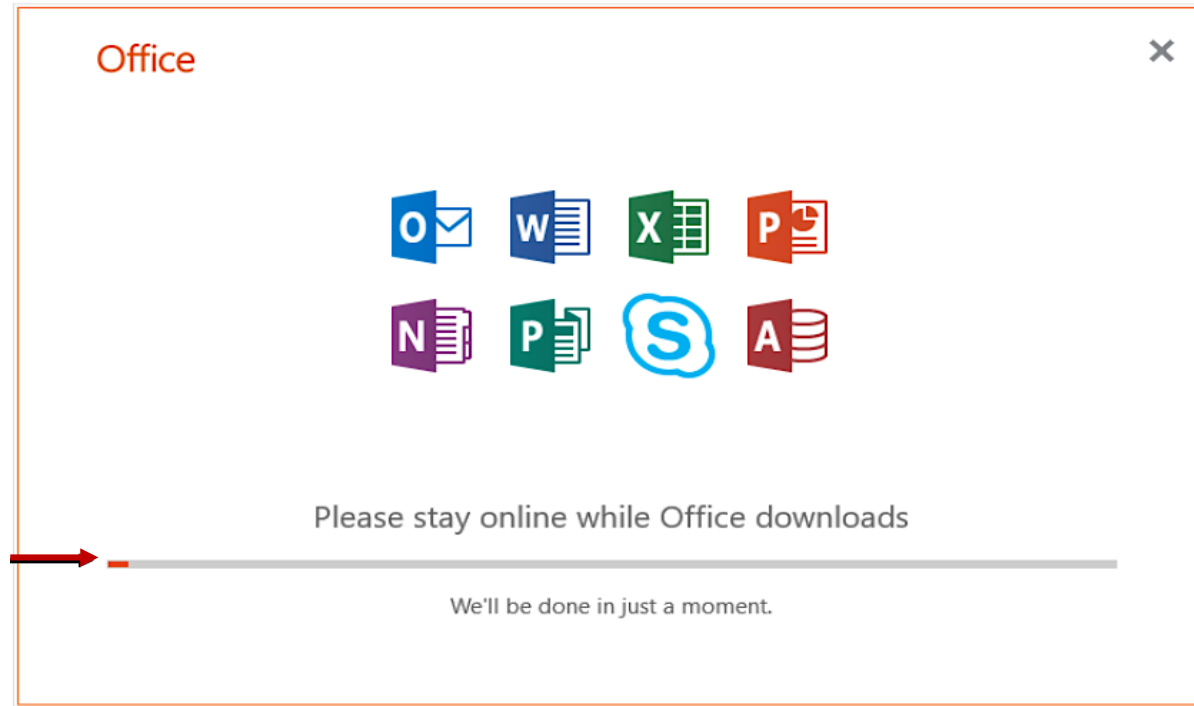 Office
O W X P
N P S A
Please stay online while Office downloads
We'll be done in just a moment.